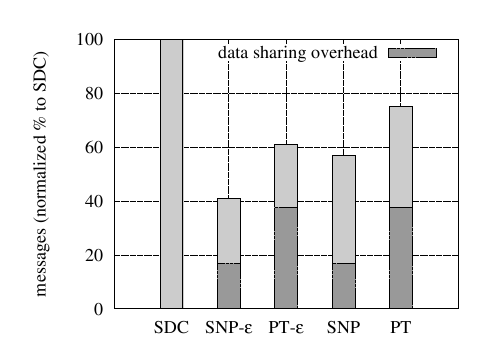 messages (normalized % to SDC)
100
80
60
40
20
0
data sharing overhead
SDC SNP-ε PT-ε SNP PT